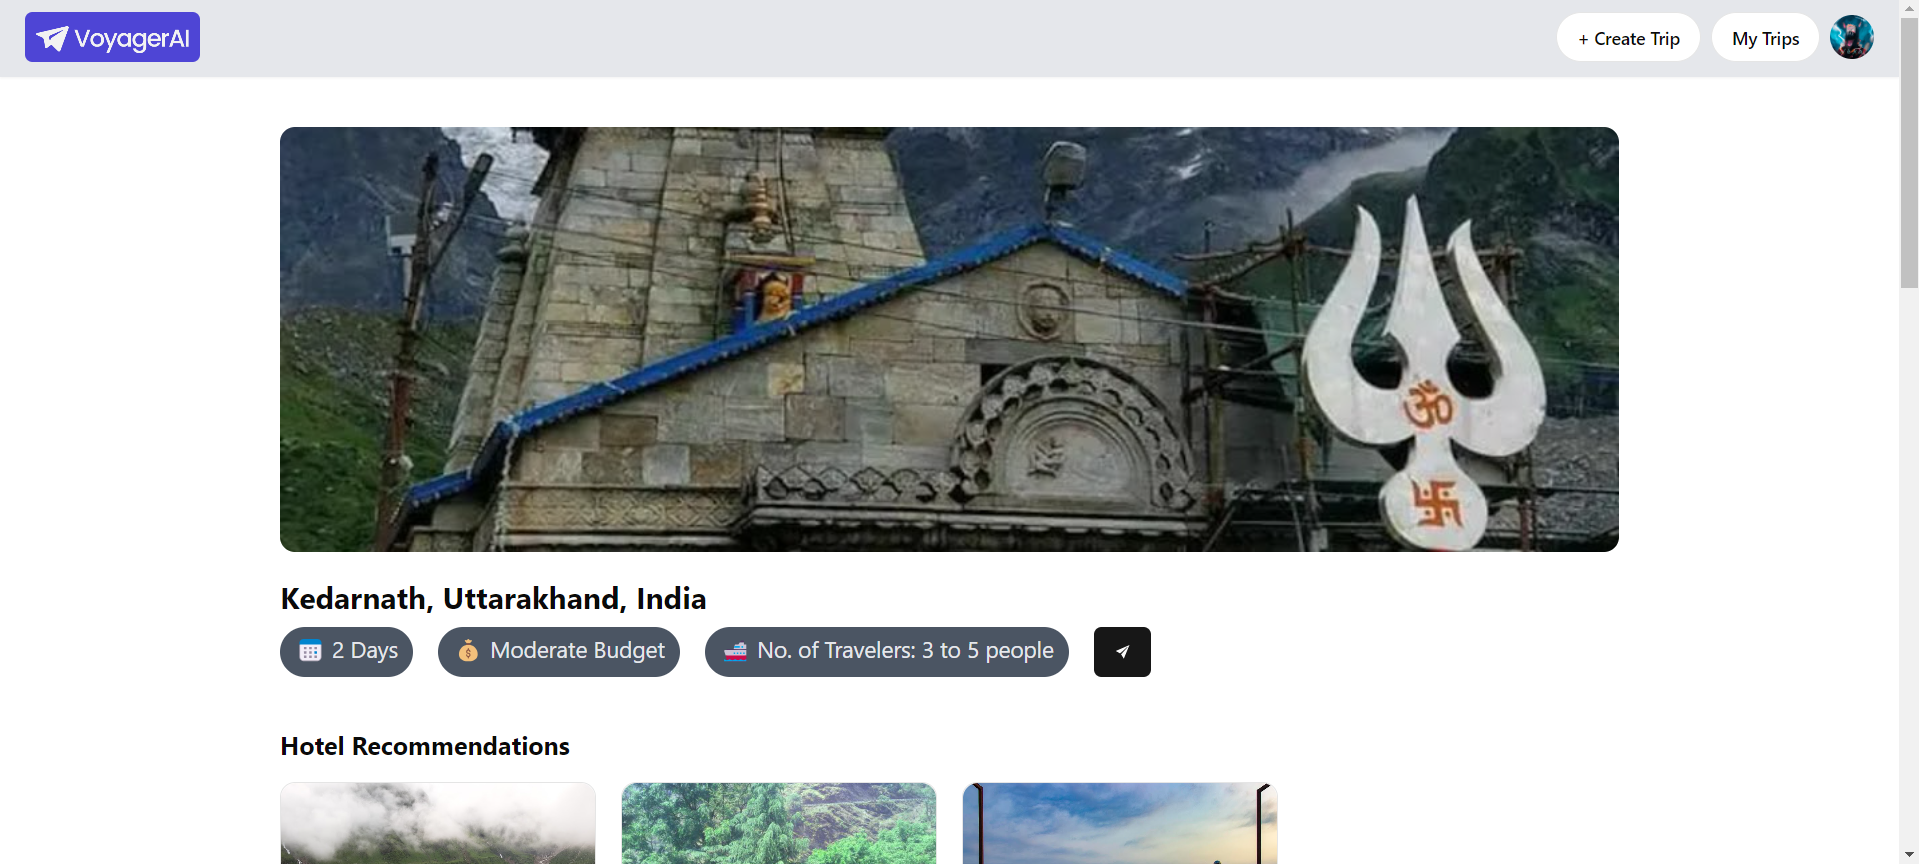 VoyagerAI
+ Create Trip
My Trips
ॐ
卐
Kedarnath, Uttarakhand, India
2 Days
Moderate Budget
No. of Travelers: 3 to 5 people
Hotel Recommendations